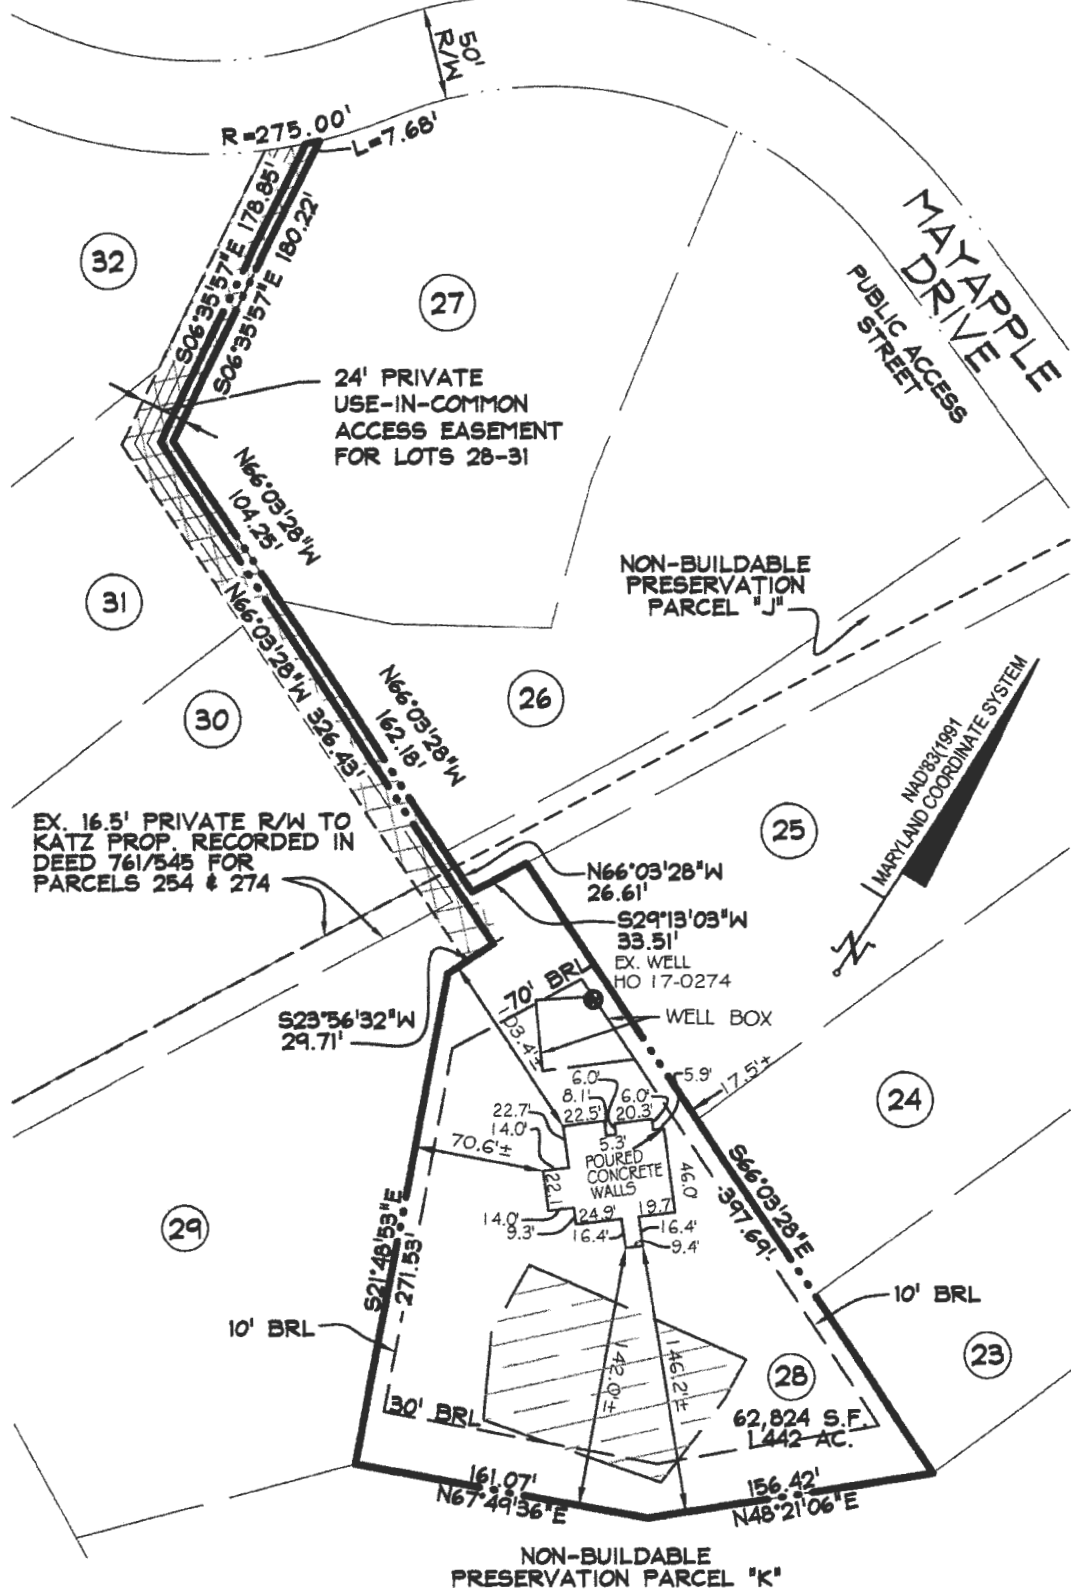 50'
R/W
R=275.00'
L=7.68'
S06°35'57"E 178.85'
S06°35'57"E 180.22'
32
27
MAYAPPLE
DRIVE
PUBLIC ACCESS
STREET
24' PRIVATE
USE-IN-COMMON
ACCESS EASEMENT
FOR LOTS 28-31
N66°03'28"W
104.25'
NON-BUILDABLE
PRESERVATION
PARCEL "J"
31
N66°03'28"W 326.43'
30
N66°03'28"W
162.18'
26
NAD'83(1991
MARYLAND COORDINATE SYSTEM
N
25
EX. 16.5' PRIVATE R/W TO
KATZ PROP. RECORDED IN
DEED 761/545 FOR
PARCELS 254 & 274
N66°03'28"W
26.61'
S29°13'03"W
33.51'
EX. WELL
HO 17-0274
70' BRL
WELL BOX
S23°56'32"W
29.71'
103.4'±
5.9'
17.5'±
6.0'
8.1'
6.0'
22.7'
22.5'
20.3'
14.0'
70.6'±
5.3'
POURED
CONCRETE
WALLS
46.0'
22.1'
24
14.0'
9.3'
24.9'
19.7'
16.4'
16.4'
9.4'
S66°03'28"E
397.69'
29
S21°48'53"E
271.53'
10' BRL
10' BRL
142.0'±
146.2'±
23
28
62,824 S.F.
1.442 AC.
30' BRL
161.07'
N67°49'36"E
156.42'
N48°21'06"E
NON-BUILDABLE
PRESERVATION PARCEL "K"